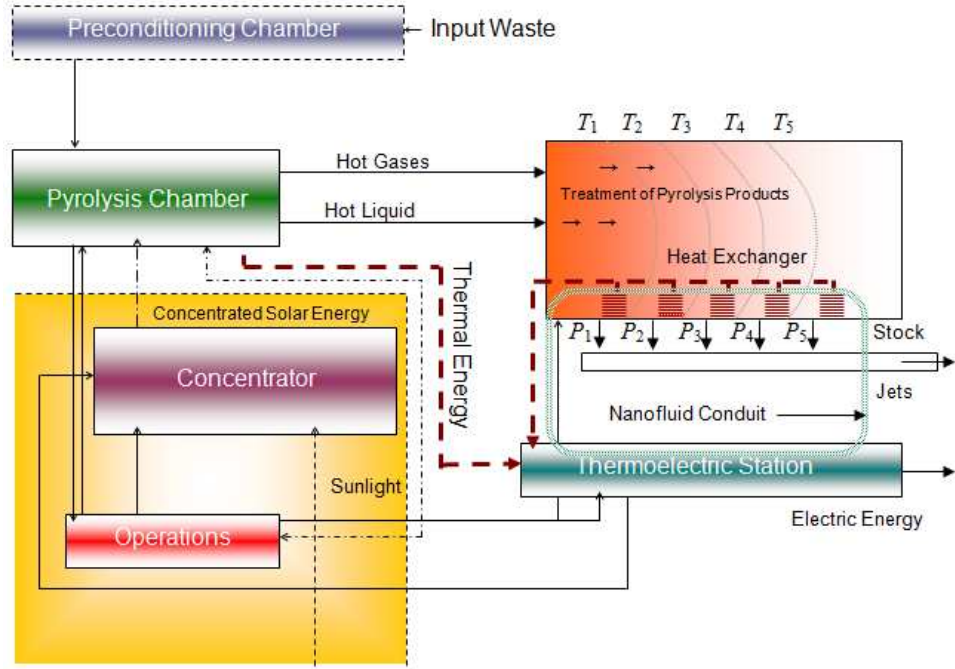 Preconditioning Chamber
Input Waste
T1 T2 T3 T4 T5
Pyrolysis Chamber
Hot Gases
Hot Liquid
Treatment of Pyrolysis Products
Heat Exchanger
Thermal Energy
Concentrated Solar Energy
Concentrator
P1 P2 P3 P4 P5
Stock
Jets
Nanofluid Conduit
Thermoelectric Station
Sunlight
Electric Energy
Operations